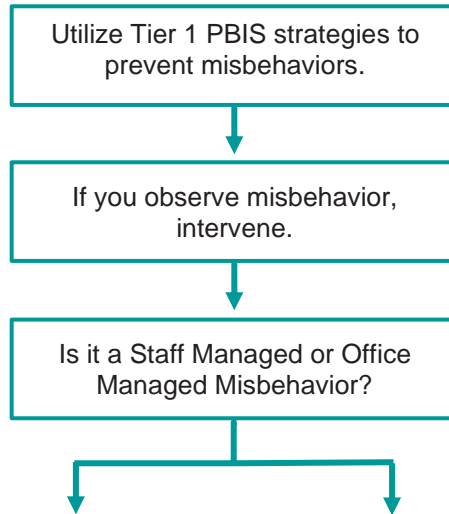 Utilize Tier 1 PBIS strategies to
prevent misbehaviors.
If you observe misbehavior,
intervene.
Is it a Staff Managed or Office
Managed Misbehavior?